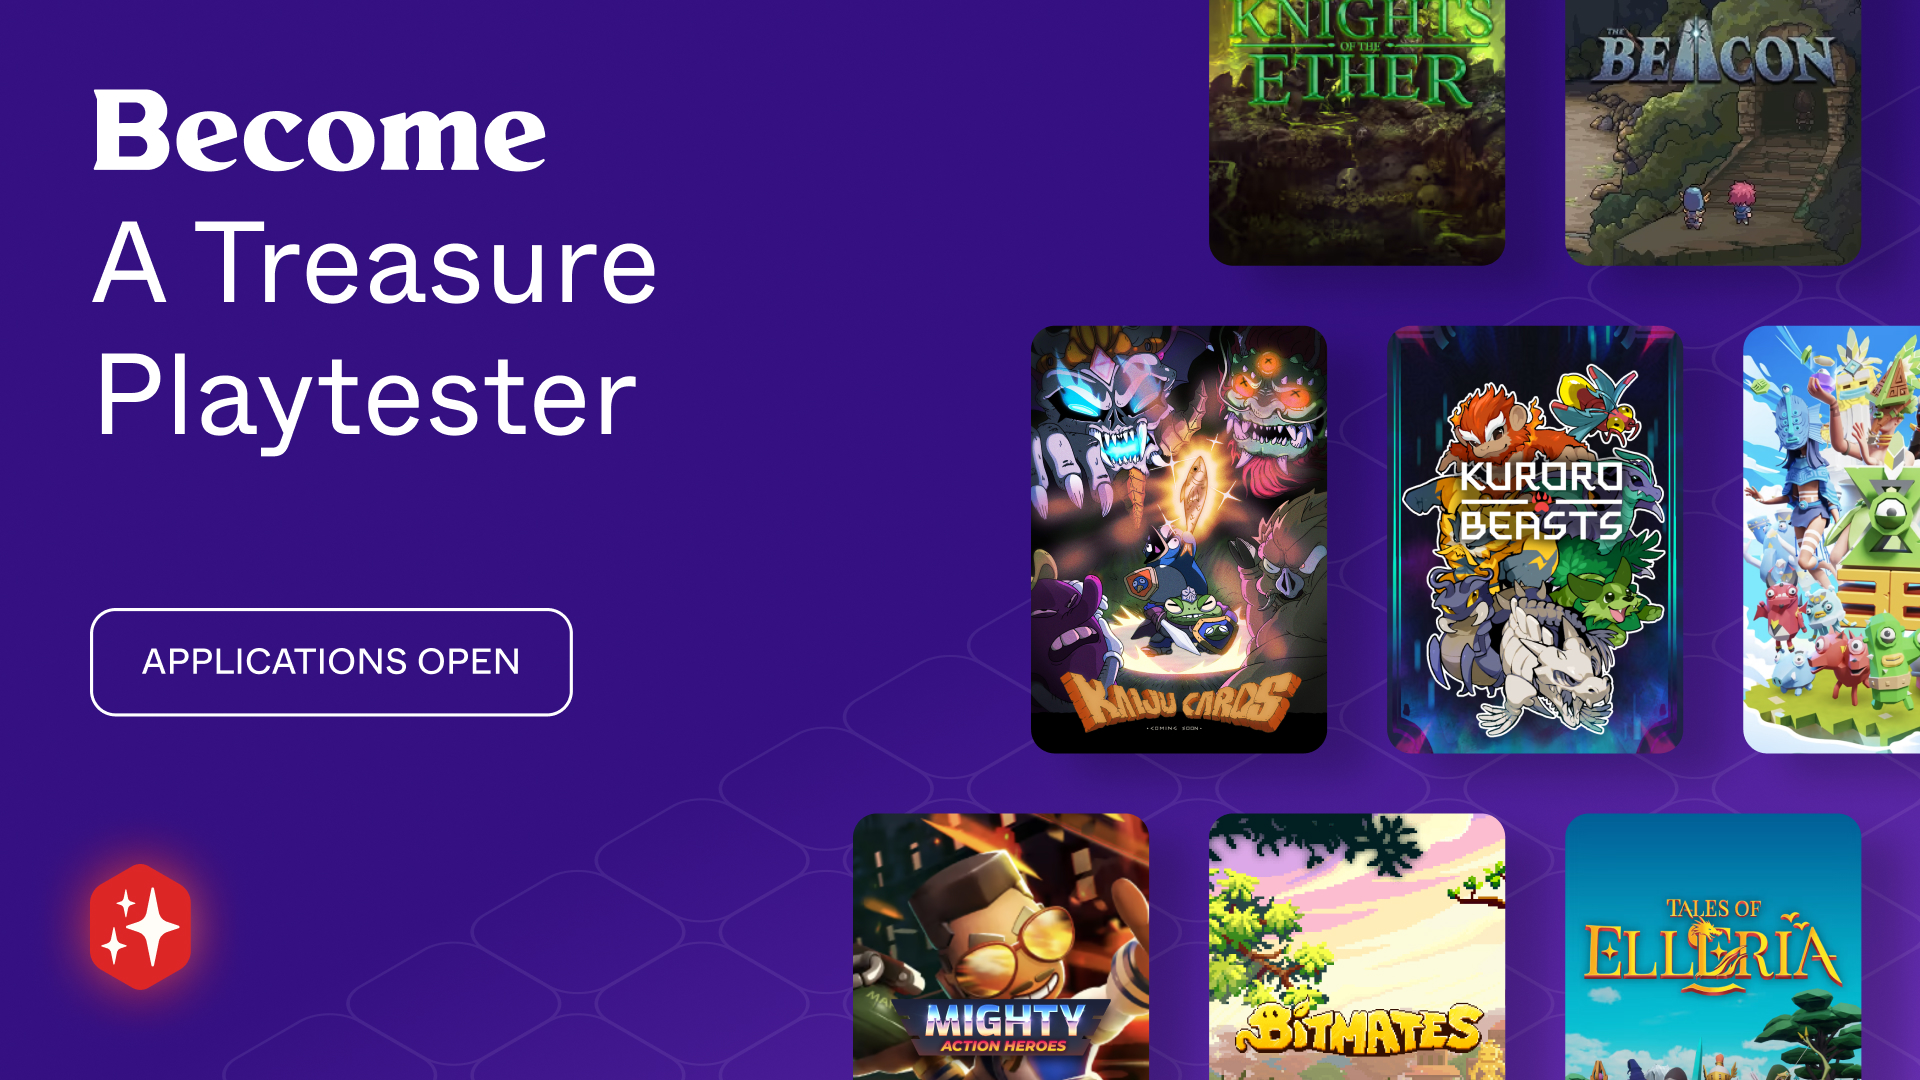 Become
A Treasure
Playtester
APPLICATIONS OPEN
KNIGHTS
OF THE
ETHER
THE
BEACON
KAIJU CARDS
• COMING SOON •
KURORO
BEASTS
MIGHTY
ACTION HEROES
BITMATES
TALES OF
ELLERIA